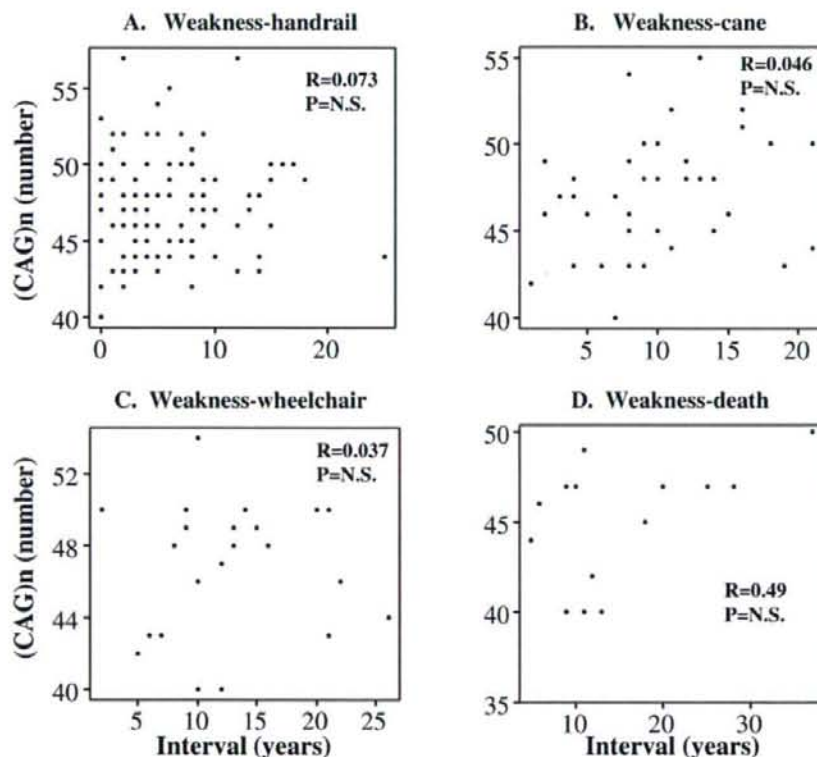 A. Weakness-handrail
B. Weakness-cane
R=0.073
P=N.S.
R=0.046
P=N.S.
(CAG)n (number)
55
50
45
40
0
10
20
55
50
45
40
5
10
15
20
C. Weakness-wheelchair
D. Weakness-death
R=0.037
P=N.S.
R=0.49
P=N.S.
(CAG)n (number)
52
48
44
40
5
10
15
20
25
50
45
40
35
10
20
30
Interval (years)
Interval (years)